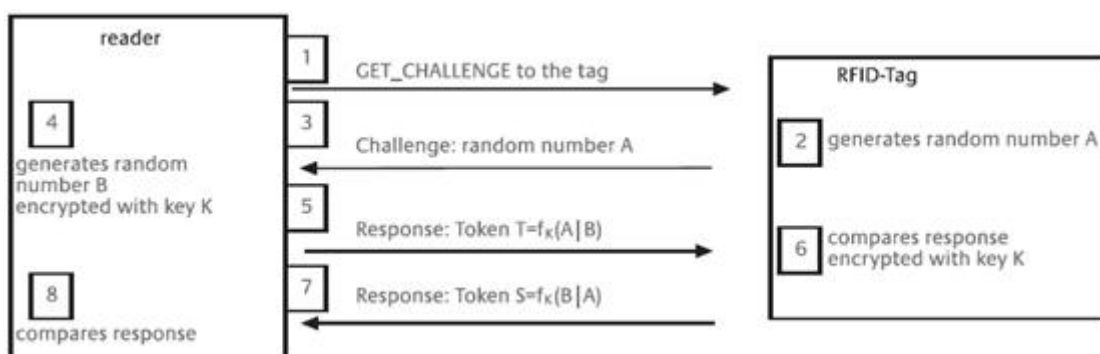 reader
1
GET_CHALLENGE to the tag
RFID-Tag
4
3
Challenge: random number A
2
generates random number A
generates random
number B
encrypted with key K
5
Response: Token T=fK(A|B)
6
compares response
encrypted with key K
8
7
Response: Token S=fK(B|A)
compares response